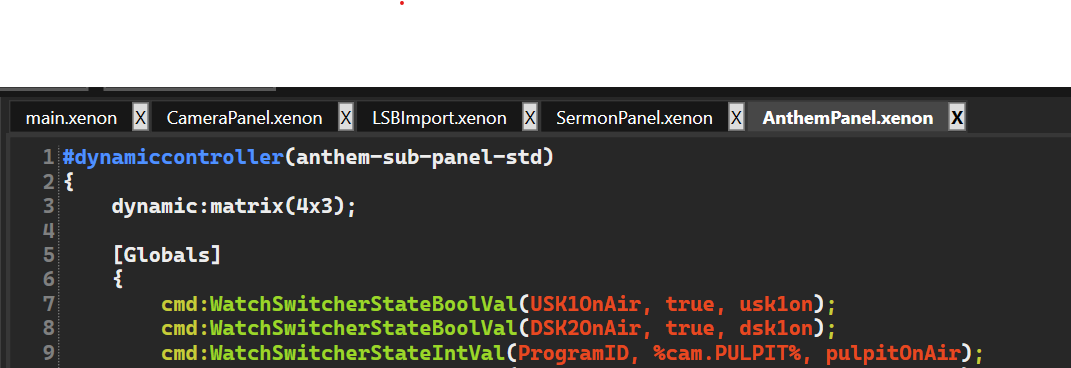 main.xenon X CameraPanel.xenon X LSBImport.xenon X SermonPanel.xenon X AnthemPanel.xenon X
1 #dynamiccontroller(anthem-sub-panel-std)
2 {
3 dynamic:matrix(4x3);
4
5 [Globals]
6 {
7 cmd:WatchSwitcherStateBoolVal(USK1OnAir, true, usk1on);
8 cmd:WatchSwitcherStateBoolVal(DSK2OnAir, true, dsk1on);
9 cmd:WatchSwitcherStateIntVal(ProgramID, %cam.PULPIT%, pulpitOnAir);